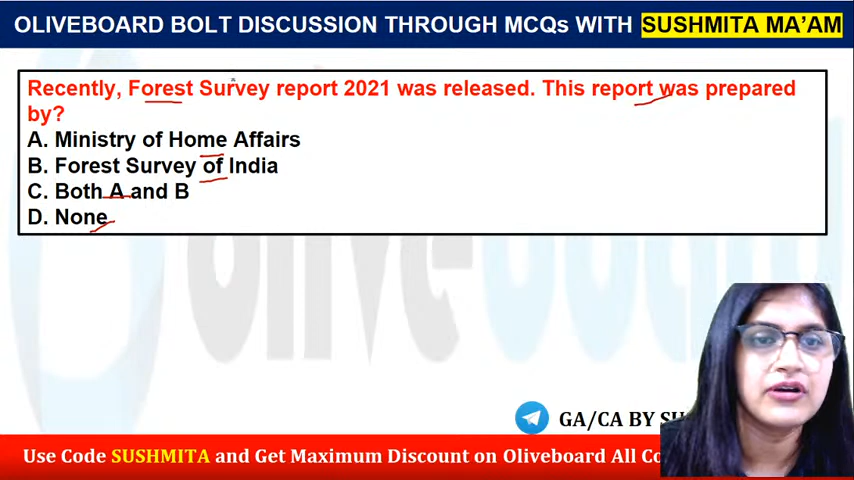 OLIVEBOARD BOLT DISCUSSION THROUGH MCQs WITH SUSHMITA MA’AM
Recently, Forest Survey report 2021 was released. This report was prepared
by?
A. Ministry of Home Affairs
B. Forest Survey of India
C. Both A and B
D. None
oliveboard
GA/CA BY
Use Code SUSHMITA and Get Maximum Discount on Oliveboard All